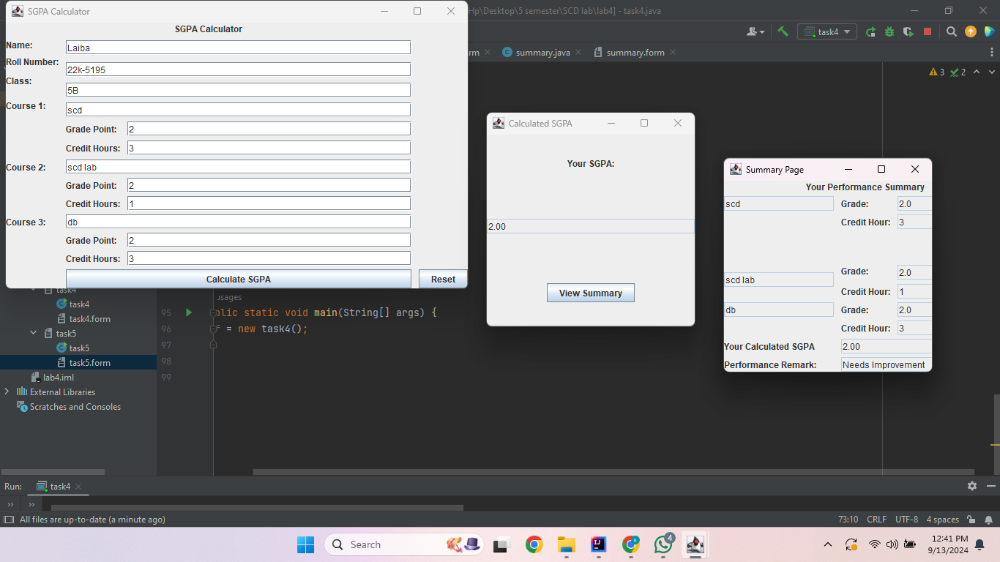 SGPA Calculator
SGPA Calculator
Name:
Laiba
Roll Number:
22k-5195
Class:
5B
Course 1:
scd
Grade Point:
2
Credit Hours:
3
Course 2:
scd lab
Grade Point:
2
Credit Hours:
1
Course 3:
db
Grade Point:
2
Credit Hours:
3
Calculate SGPA
Reset
Hp\Desktop\5 semester\SCD lab\lab4] - task4.java
task4
rm
summary.java
summary.form
3
2
Calculated SGPA
Your SGPA:
2.00
View Summary
Summary Page
Your Performance Summary
scd
Grade:
2.0
Credit Hour:
3
scd lab
Grade:
2.0
Credit Hour:
1
db
Grade:
2.0
Credit Hour:
3
Your Calculated SGPA
2.00
Performance Remark:
Needs Improvement
task4
task4
task4.form
task5
task5
task5.form
lab4.iml
External Libraries
Scratches and Consoles
usages
95 blic static void main(String[] args) {
96 = new task4();
97
98
99
Run:
task4
>>
>>
All files are up-to-date (a minute ago)
73:10
CRLF
UTF-8
4 spaces
Search
4
12:41 PM
9/13/2024